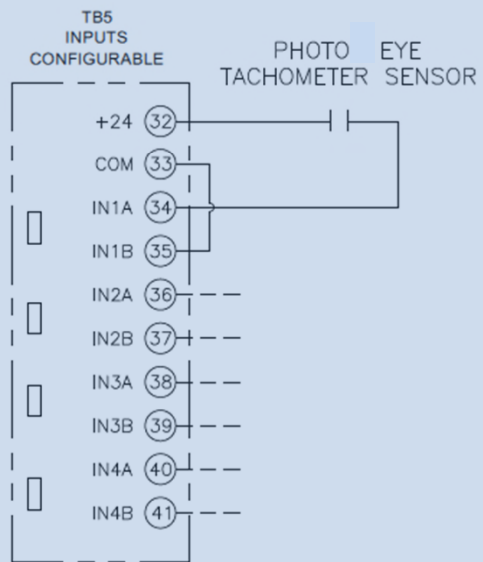 TB5
INPUTS
CONFIGURABLE
PHOTO EYE
TACHOMETER SENSOR
+24 32
COM 33
IN1A 34
IN1B 35
IN2A 36
IN2B 37
IN3A 38
IN3B 39
IN4A 40
IN4B 41